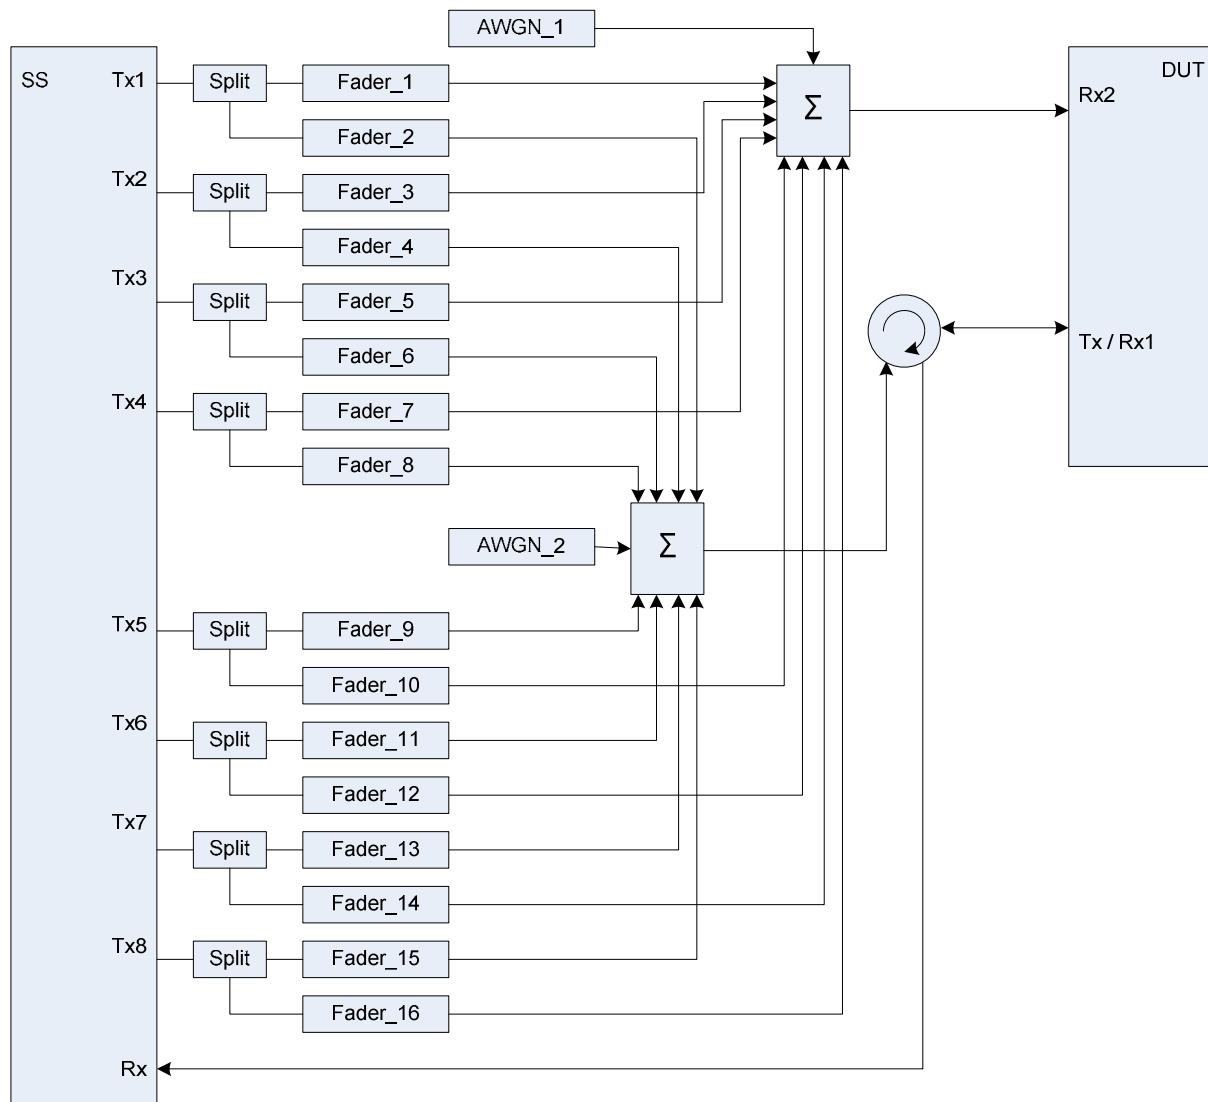 AWGN_1
SS
Tx1
Split
Fader_1
Σ
DUT
Rx2
Fader_2
Tx2
Split
Fader_3
Fader_4
Tx3
Split
Fader_5
Fader_6
Tx / Rx1
Tx4
Split
Fader_7
Fader_8
AWGN_2
Σ
Tx5
Split
Fader_9
Fader_10
Tx6
Split
Fader_11
Fader_12
Tx7
Split
Fader_13
Fader_14
Tx8
Split
Fader_15
Fader_16
Rx